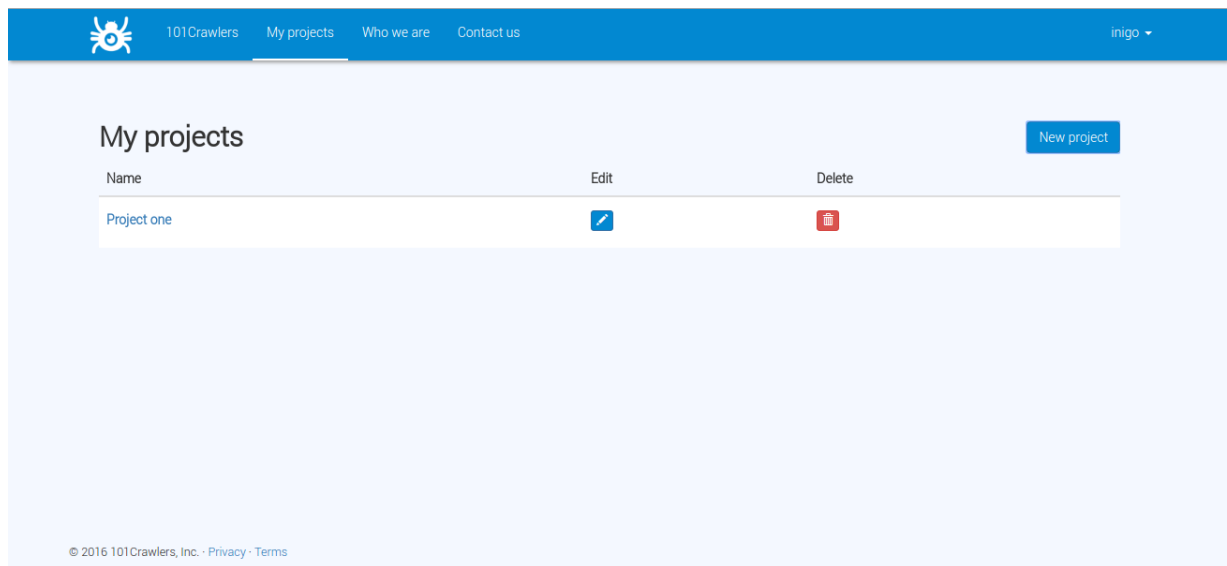 101Crawlers My projects Who we are Contact us inigo
My projects
New project
Name Edit Delete
Project one
© 2016 101Crawlers, Inc. · Privacy · Terms